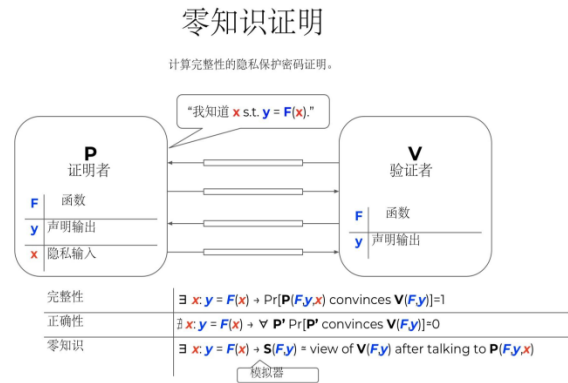 零知识证明
计算完整性的隐私保护密码证明。
“我知道 x s.t. y = F(x).”
P
证明者
F 函数
y 声明输出
x 隐私输入
V
验证者
F 函数
y 声明输出
完整性 ∃ x: y = F(x) → Pr[P(F,y,x) convinces V(F,y)]=1
正确性 ∄ x: y = F(x) → ∀ P' Pr[P' convinces V(F,y)]=0
零知识 ∃ x: y = F(x) → S(F,y) = view of V(F,y) after talking to P(F,y,x)
模拟器